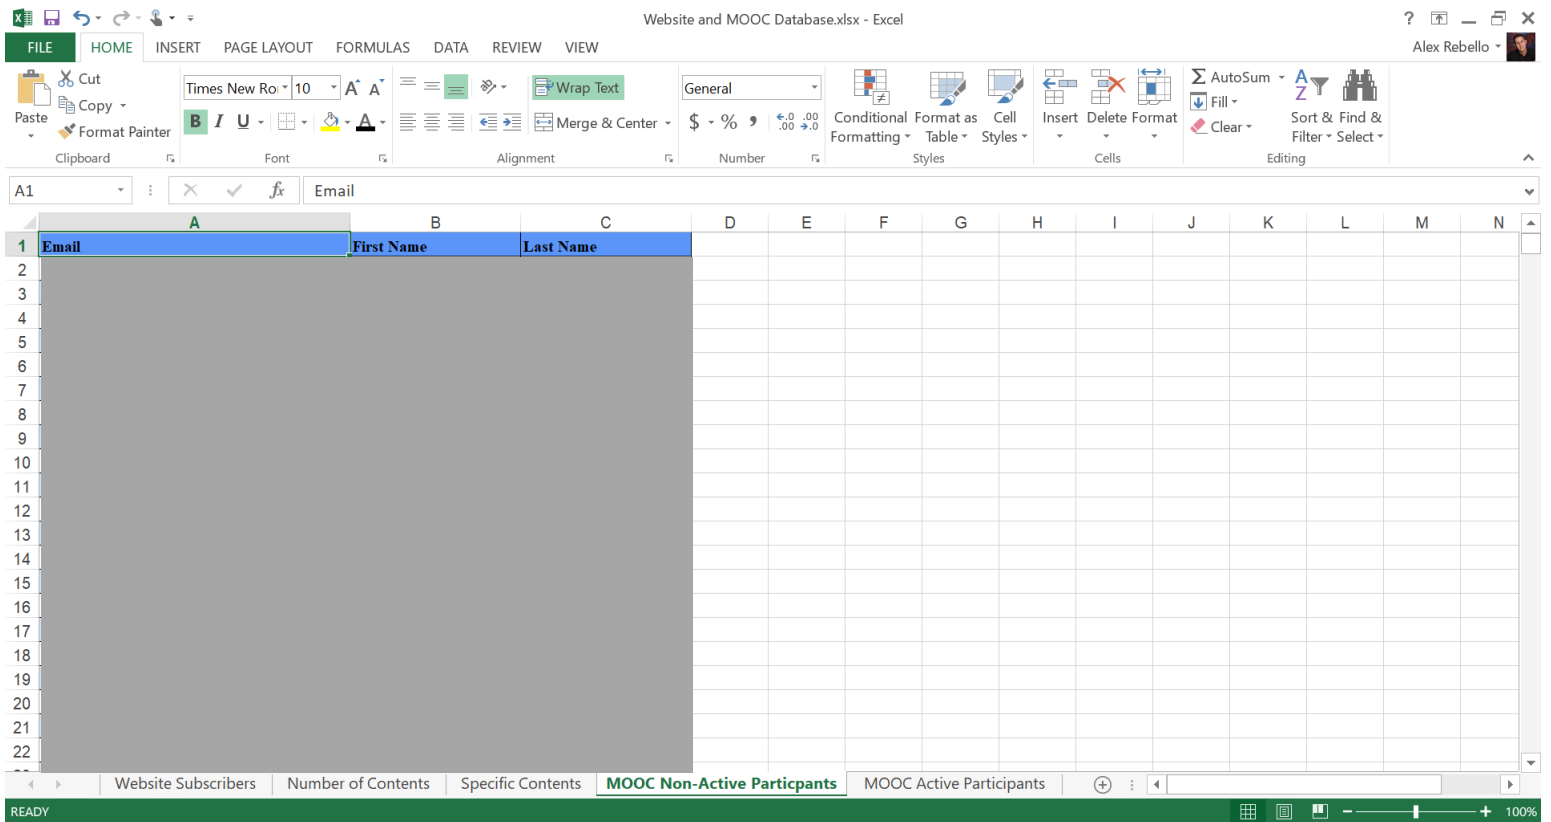 Website and MOOC Database.xlsx - Excel
?
FILE HOME INSERT PAGE LAYOUT FORMULAS DATA REVIEW VIEW Alex Rebello
Paste
Cut
Copy
Format Painter
Clipboard
Times New Ro 10
B I U
Font
Wrap Text
Merge & Center
Alignment
General
$ % 9
Number
Conditional Formatting
Format as Table
Cell Styles
Styles
Insert Delete Format
Cells
AutoSum
Fill
Clear
Sort & Filter
Find & Select
Editing
A1 fx Email
A B C D E F G H I J K L M N
1 Email First Name Last Name
2
3
4
5
6
7
8
9
10
11
12
13
14
15
16
17
18
19
20
21
22
Website Subscribers Number of Contents Specific Contents MOOC Non-Active Particpants MOOC Active Participants
READY 100%